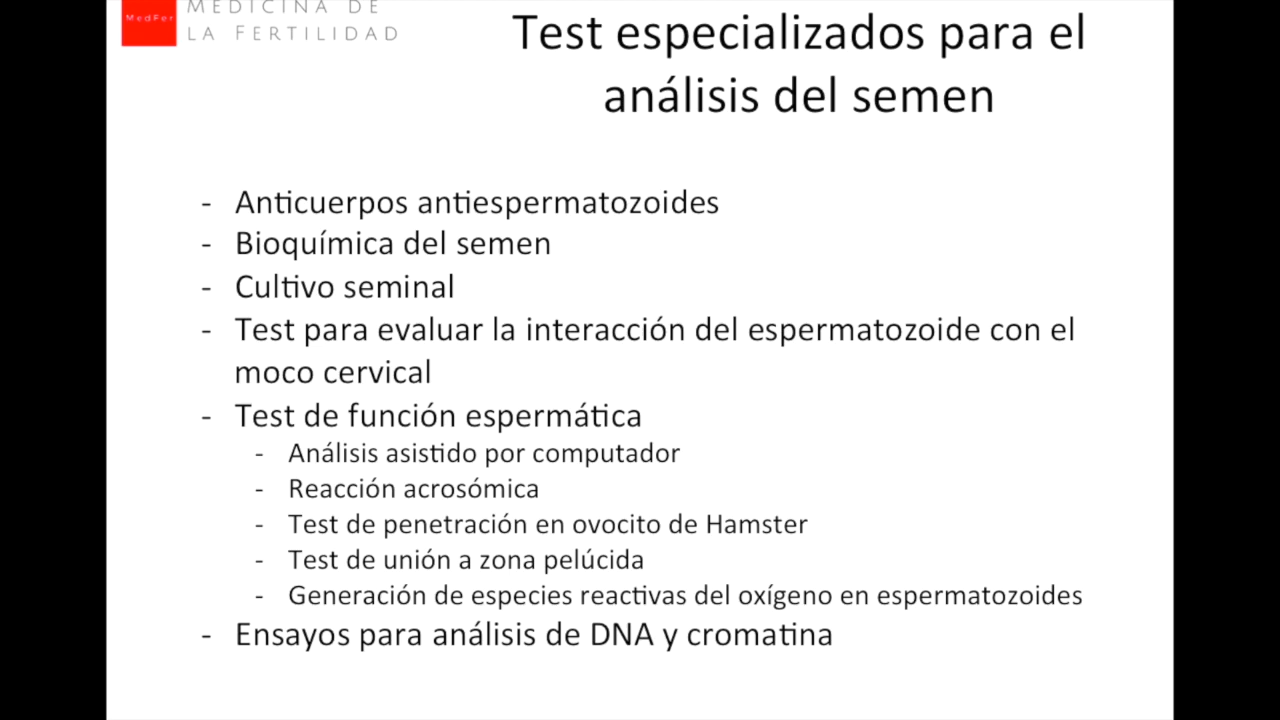 MedFer
MEDICINA DE
LA FERTILIDAD
Test especializados para el
análisis del semen
- Anticuerpos antiespermatozoides
- Bioquímica del semen
- Cultivo seminal
- Test para evaluar la interacción del espermatozoide con el
moco cervical
- Test de función espermática
- Análisis asistido por computador
- Reacción acrosómica
- Test de penetración en ovocito de Hamster
- Test de unión a zona pelúcida
- Generación de especies reactivas del oxígeno en espermatozoides
- Ensayos para análisis de DNA y cromatina